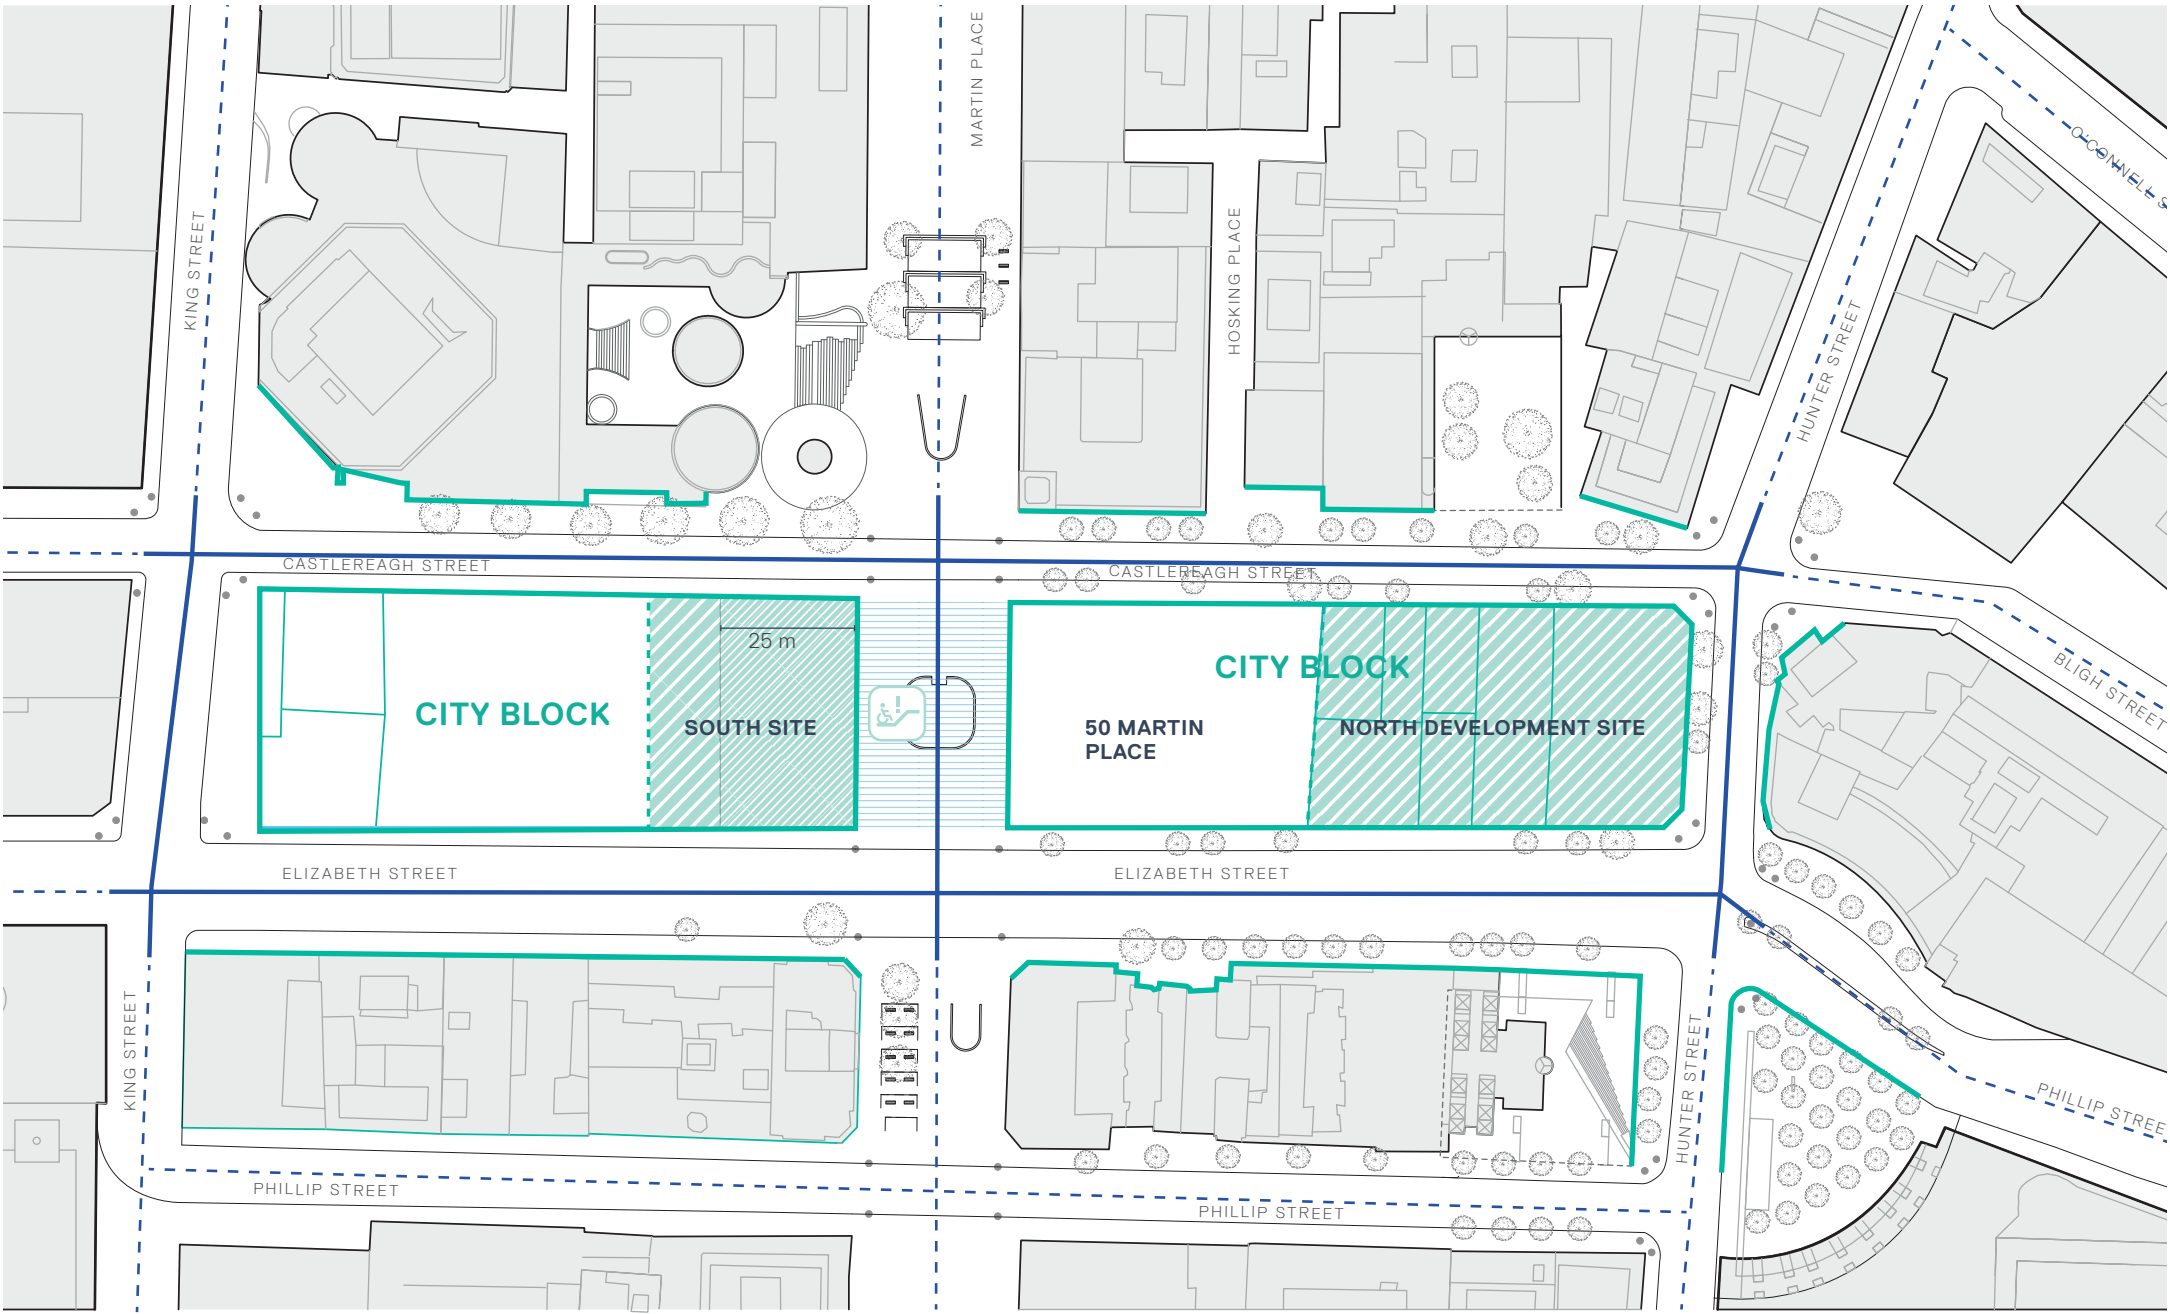 MARTIN PLACE
O'CONNELL S
KING STREET
HOSKING PLACE
HUNTER STREET
CASTLEREAGH STREET
CASTLEREAGH STREET
25 m
CITY BLOCK
CITY BLOCK
SOUTH SITE
50 MARTIN
PLACE
NORTH DEVELOPMENT SITE
BLIGH STREET
ELIZABETH STREET
ELIZABETH STREET
KING STREET
HUNTER STREET
PHILLIP STREE
PHILLIP STREET
PHILLIP STREET